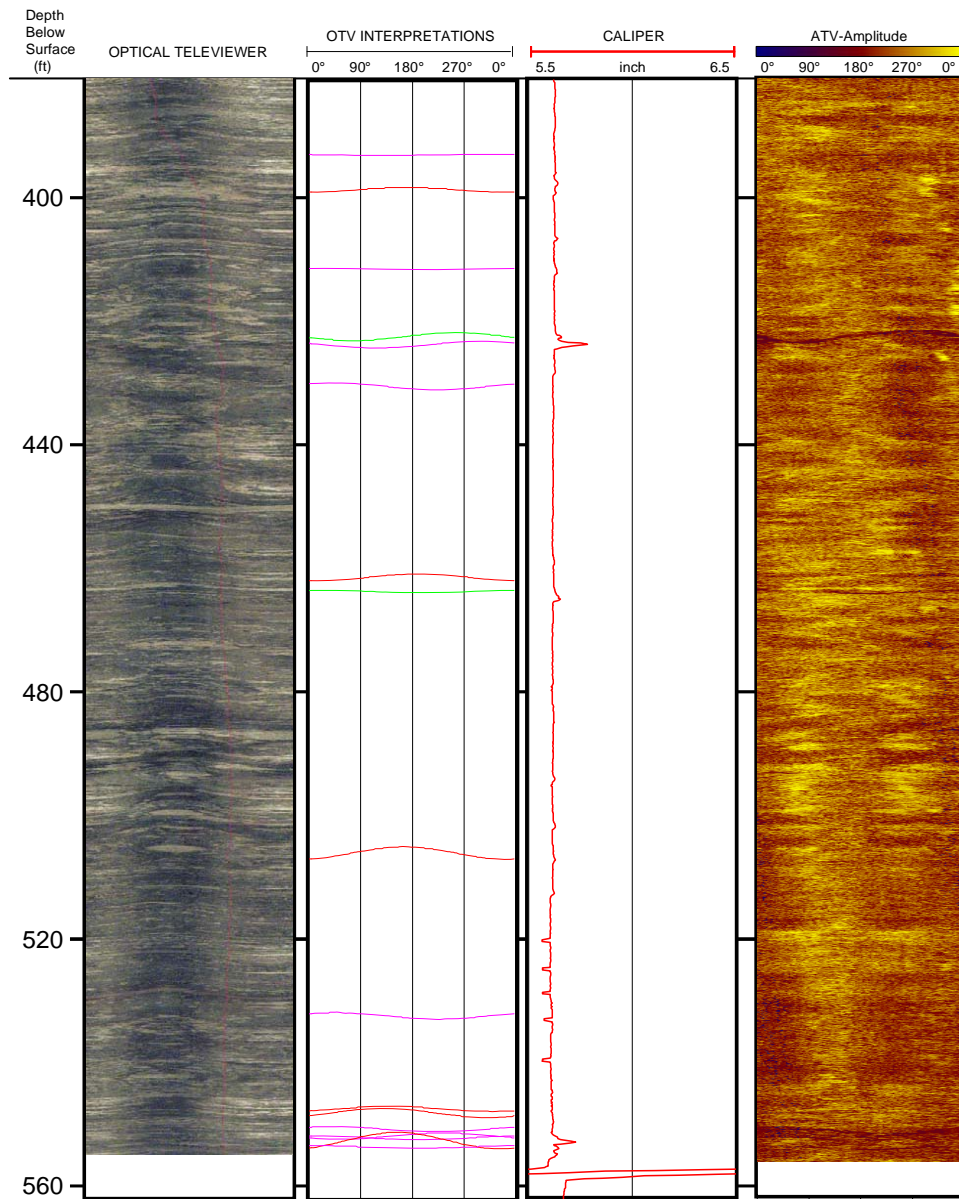 Depth
Below
Surface
(ft)
OPTICAL TELEVIEWER
OTV INTERPRETATIONS
CALIPER
ATV-Amplitude
0° 90° 180° 270° 0°
5.5 inch 6.5
0° 90° 180° 270° 0°
400
440
480
520
560